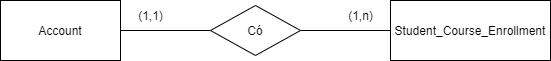 Account
(1,1)
Có
(1,n)
Student_Course_Enrollment